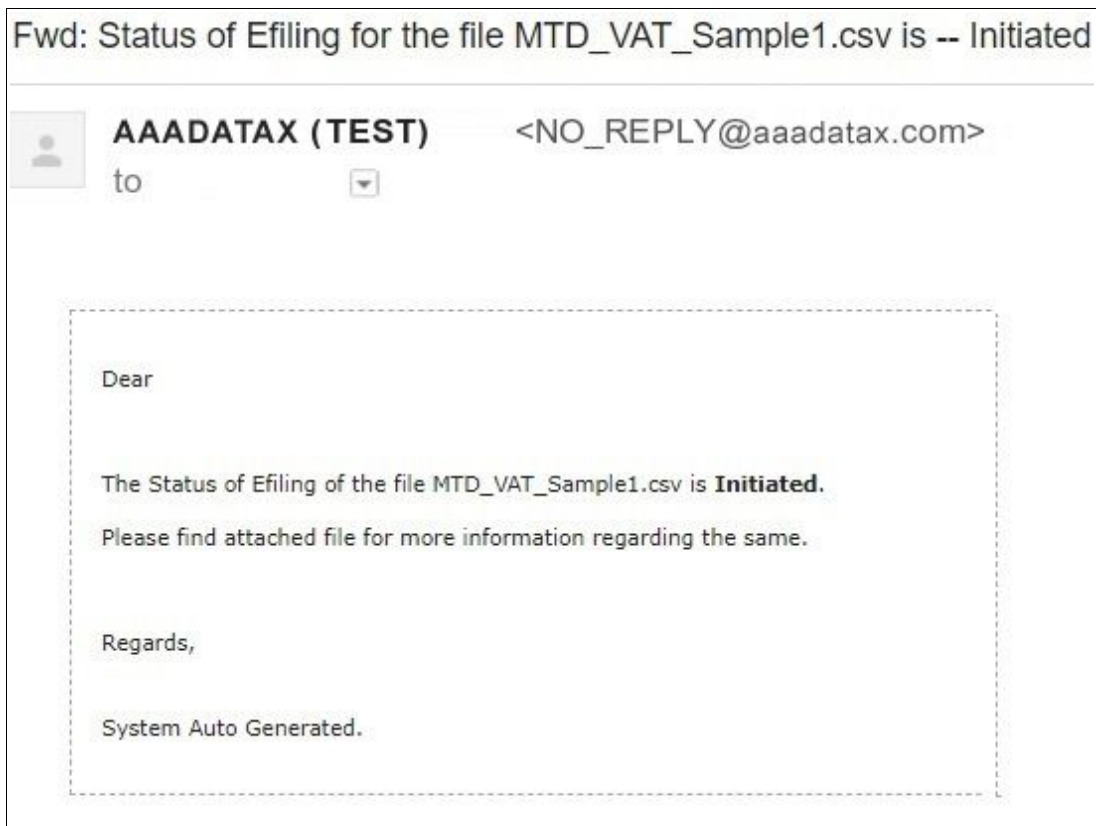 Fwd: Status of Efiling for the file MTD_VAT_Sample1.csv is -- Initiated
AAADATAX (TEST) <NO_REPLY@aaadatax.com>
to
Dear
The Status of Efiling of the file MTD_VAT_Sample1.csv is Initiated.
Please find attached file for more information regarding the same.
Regards,
System Auto Generated.